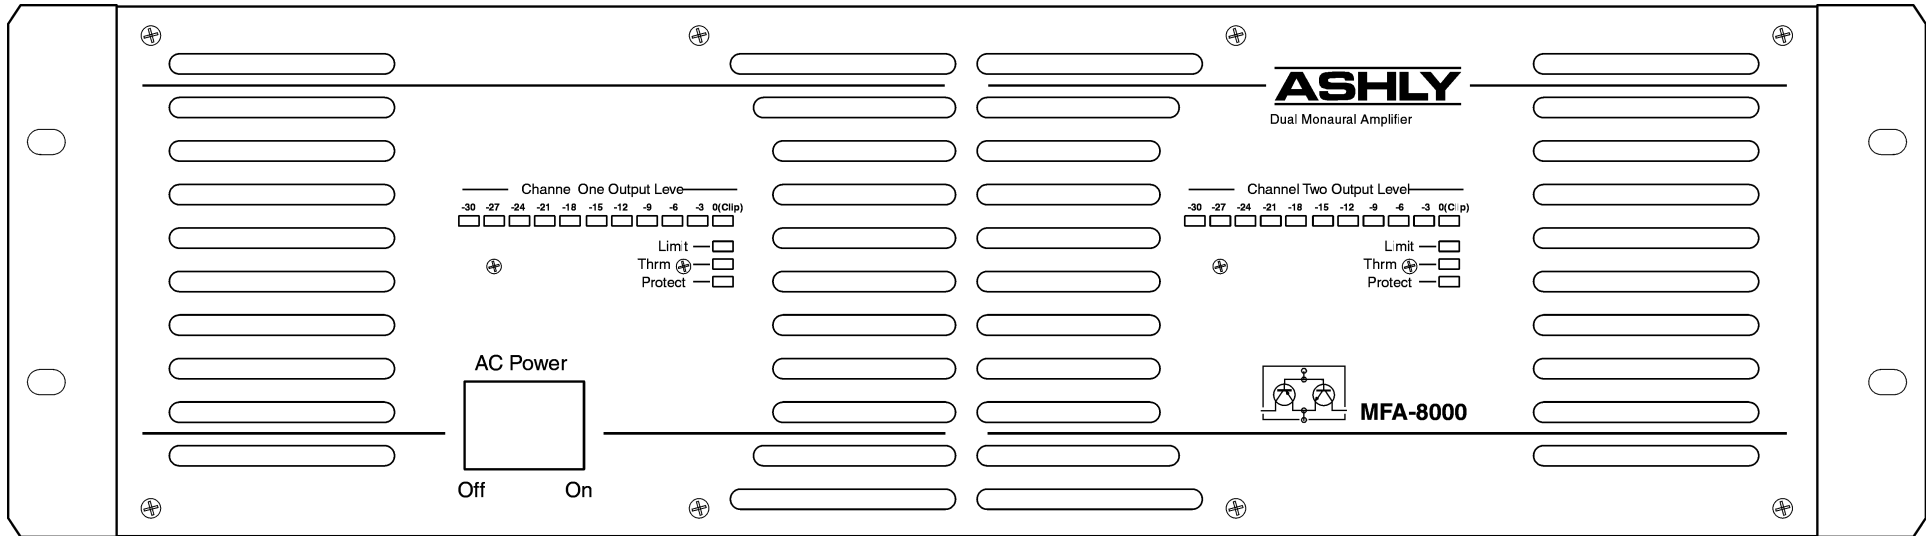 ASHLY
Dual Monaural Amplifier
Channe One Output Leve
-30 -27 -24 -21 -18 -15 -12 -9 -6 -3 0(Clip)
Limit
Thrm
Protect
Channel Two Output Level
-30 -27 -24 -21 -18 -15 -12 -9 -6 -3 0(Clip)
Limit
Thrm
Protect
AC Power
Off On
MFA-8000